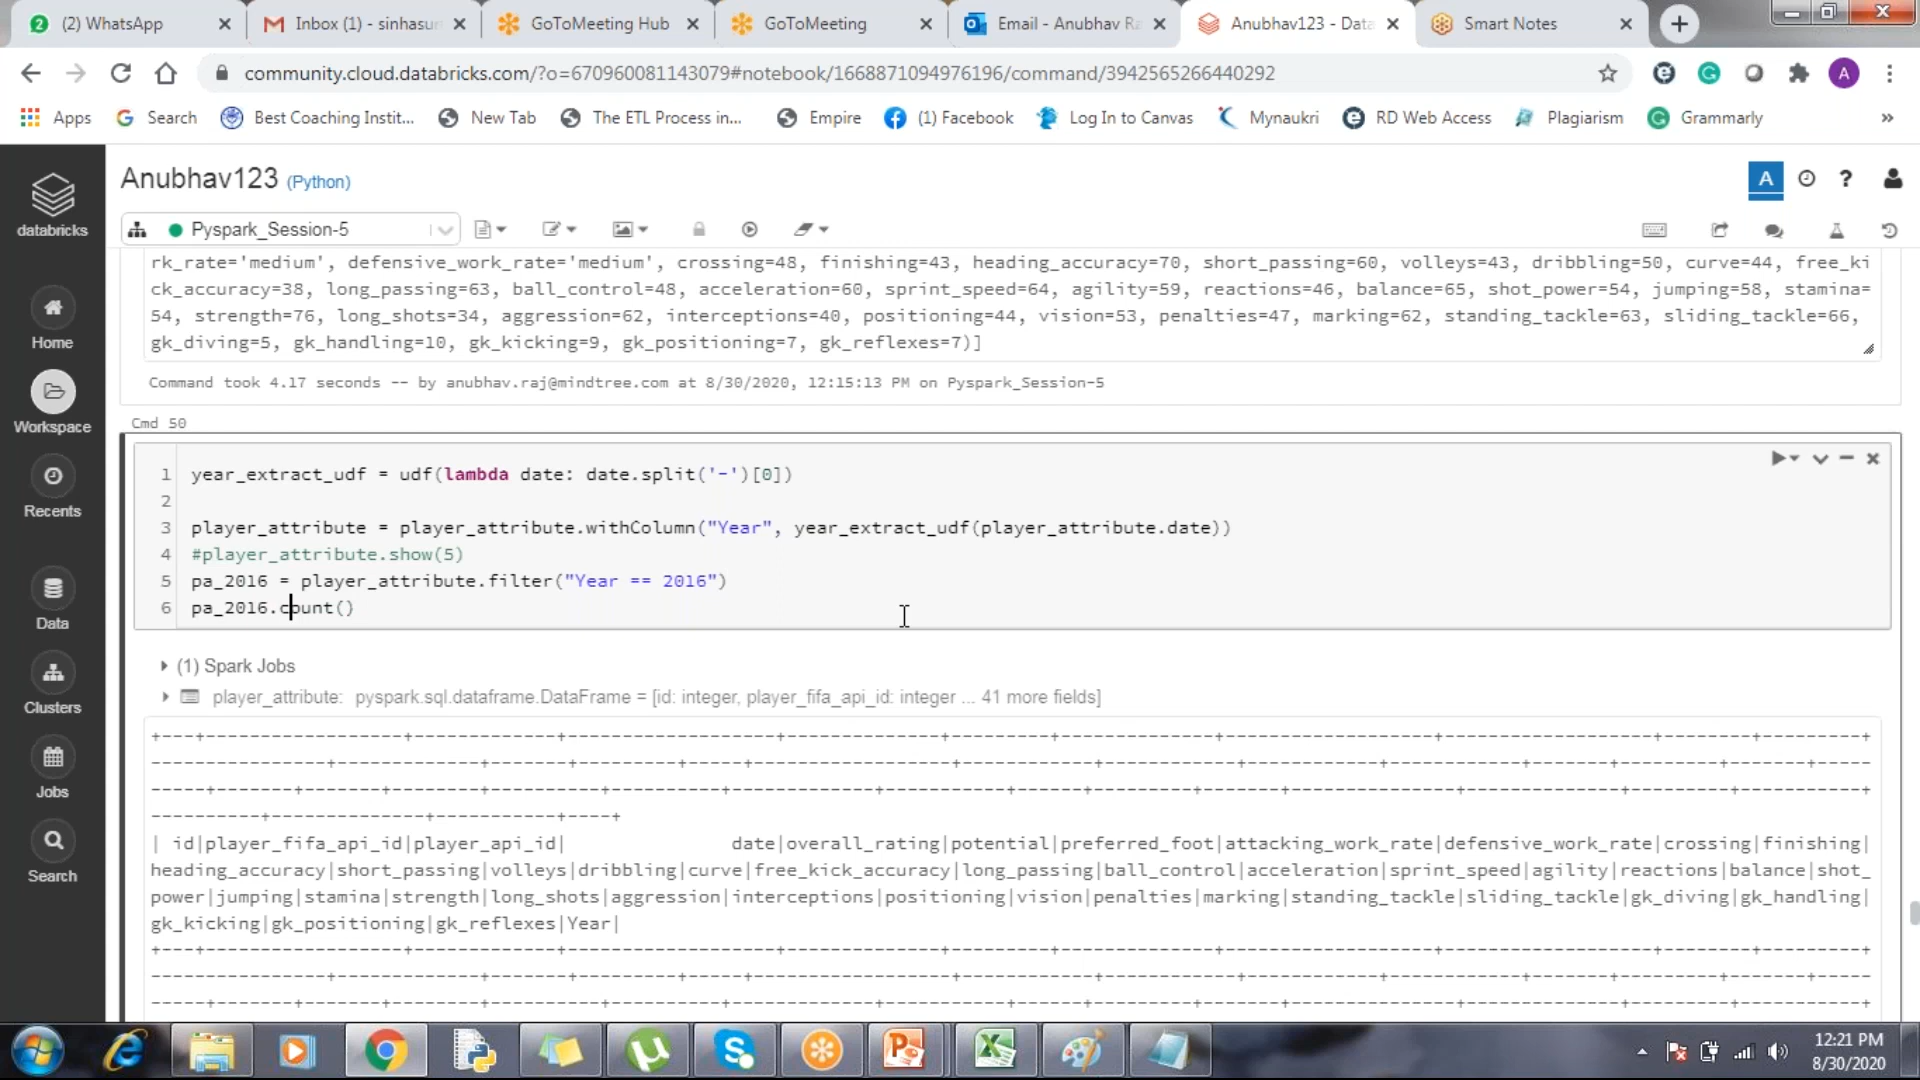 (2) WhatsApp
Inbox (1) - sinhasur
GoToMeeting Hub
GoToMeeting
Email - Anubhav Ra
Anubhav123 - Data
Smart Notes
community.cloud.databricks.com/?o=670960081143079#notebook/1668871094976196/command/3942565266440292
A
Apps
Search
Best Coaching Instit...
New Tab
The ETL Process in...
Empire
(1) Facebook
Log In to Canvas
Mynaukri
RD Web Access
Plagiarism
Grammarly
»
databricks
Home
Workspace
Recents
Data
Clusters
Jobs
Search
Anubhav123 (Python)
A
?
Pyspark_Session-5
rk_rate='medium', defensive_work_rate='medium', crossing=48, finishing=43, heading_accuracy=70, short_passing=60, volleys=43, dribbling=50, curve=44, free_ki
ck_accuracy=38, long_passing=63, ball_control=48, acceleration=60, sprint_speed=64, agility=59, reactions=46, balance=65, shot_power=54, jumping=58, stamina=
54, strength=76, long_shots=34, aggression=62, interceptions=40, positioning=44, vision=53, penalties=47, marking=62, standing_tackle=63, sliding_tackle=66,
gk_diving=5, gk_handling=10, gk_kicking=9, gk_positioning=7, gk_reflexes=7)]
Command took 4.17 seconds -- by anubhav.raj@mindtree.com at 8/30/2020, 12:15:13 PM on Pyspark_Session-5
Cmd 50
1 year_extract_udf = udf(lambda date: date.split('-')[0])
2
3 player_attribute = player_attribute.withColumn("Year", year_extract_udf(player_attribute.date))
4 #player_attribute.show(5)
5 pa_2016 = player_attribute.filter("Year == 2016")
6 pa_2016.count()
(1) Spark Jobs
player_attribute: pyspark.sql.dataframe.DataFrame = [id: integer, player_fifa_api_id: integer ... 41 more fields]
| id|player_fifa_api_id|player_api_id| date|overall_rating|potential|preferred_foot|attacking_work_rate|defensive_work_rate|crossing|finishing|
heading_accuracy|short_passing|volleys|dribbling|curve|free_kick_accuracy|long_passing|ball_control|acceleration|sprint_speed|agility|reactions|balance|shot_
power|jumping|stamina|strength|long_shots|aggression|interceptions|positioning|vision|penalties|marking|standing_tackle|sliding_tackle|gk_diving|gk_handling|
gk_kicking|gk_positioning|gk_reflexes|Year|
12:21 PM
8/30/2020